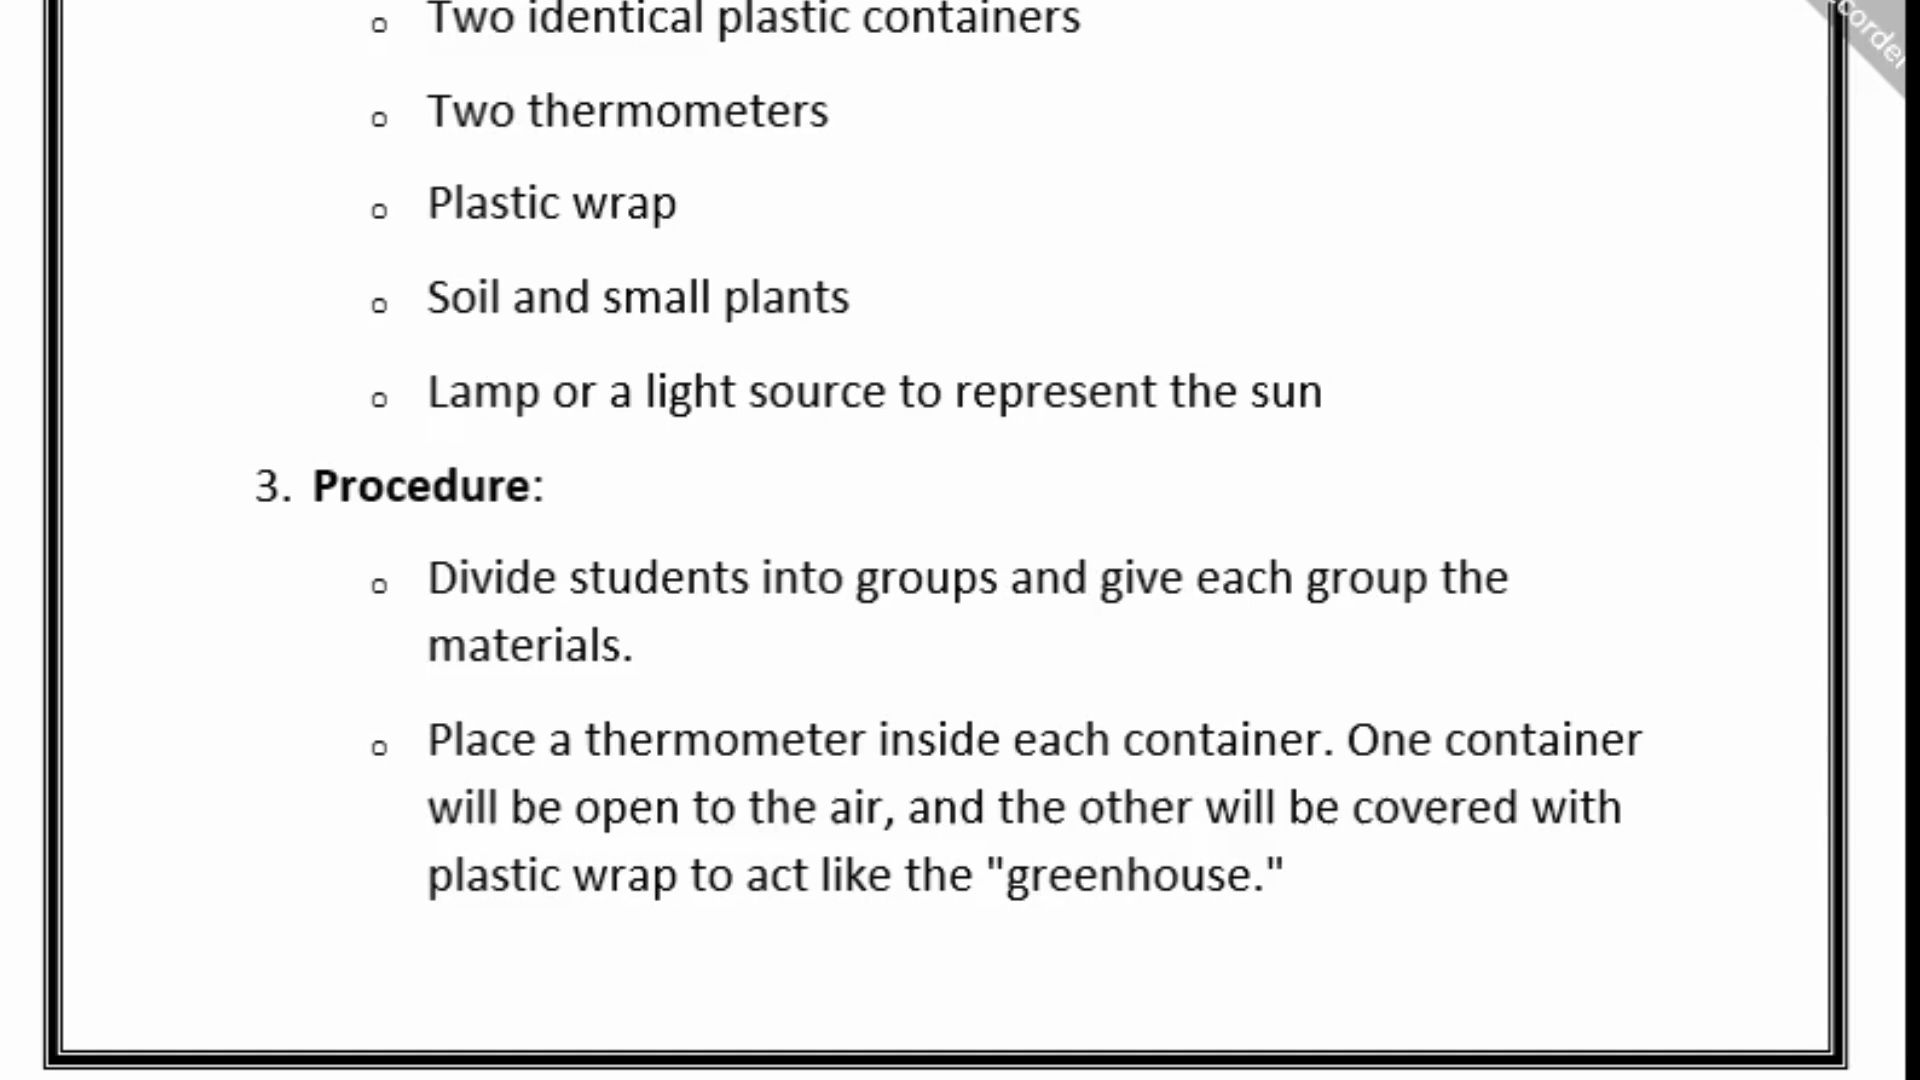 ○ Two identical plastic containers
○ Two thermometers
○ Plastic wrap
○ Soil and small plants
○ Lamp or a light source to represent the sun
3. Procedure:
○ Divide students into groups and give each group the
materials.
○ Place a thermometer inside each container. One container
will be open to the air, and the other will be covered with
plastic wrap to act like the "greenhouse."